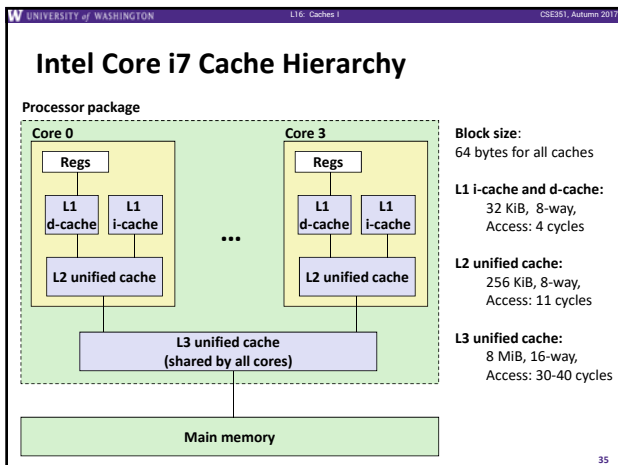 W UNIVERSITY of WASHINGTON
L16: Caches I
CSE351, Autumn 2017
Intel Core i7 Cache Hierarchy
Processor package
Core 0
Regs
L1
d-cache
L1
i-cache
L2 unified cache
...
Core 3
Regs
L1
d-cache
L1
i-cache
L2 unified cache
L3 unified cache
(shared by all cores)
Main memory
Block size:
64 bytes for all caches
L1 i-cache and d-cache:
32 KiB, 8-way,
Access: 4 cycles
L2 unified cache:
256 KiB, 8-way,
Access: 11 cycles
L3 unified cache:
8 MiB, 16-way,
Access: 30-40 cycles
35